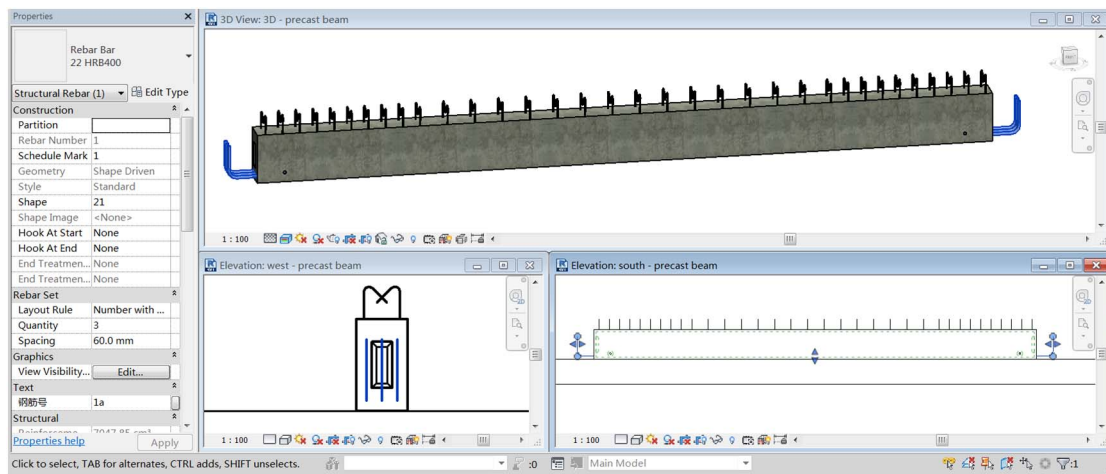 Properties
Rebar Bar
22 HRB400
Structural Rebar (1)
Edit Type
Construction
Partition
Rebar Number 1
Schedule Mark 1
Geometry Shape Driven
Style Standard
Shape 21
Shape Image <None>
Hook At Start None
Hook At End None
End Treatmen... None
End Treatmen... None
Rebar Set
Layout Rule Number with ...
Quantity 3
Spacing 60.0 mm
Graphics
View Visibility... Edit...
Text
钢筋号 1a
Structural
Properties help
Apply
3D View: 3D - precast beam
1 : 100
Elevation: west - precast beam
1 : 100
Elevation: south - precast beam
1 : 100
Click to select, TAB for alternates, CTRL adds, SHIFT unselects.
:0
Main Model
:1